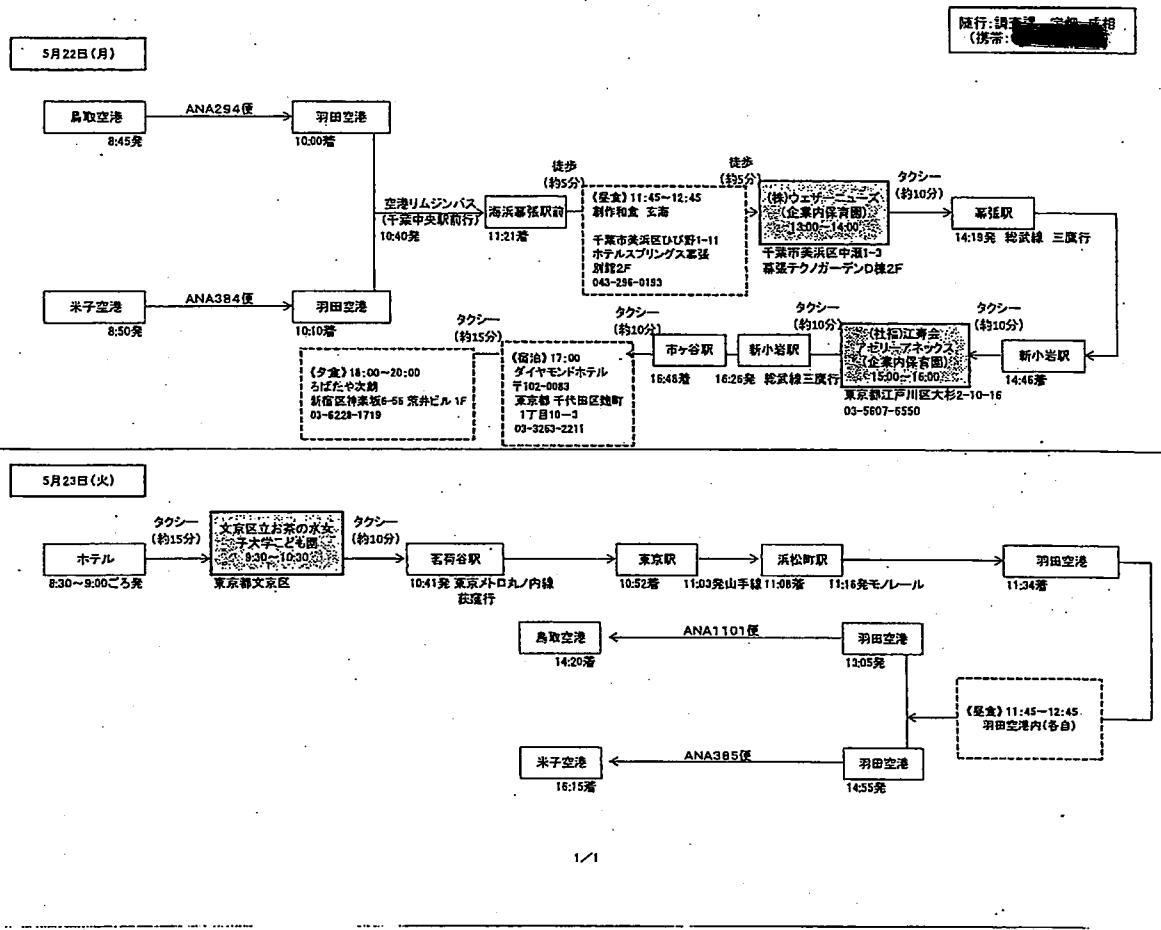 随行:調査課
(携帯:
5月22日(月)
鳥取空港
ANA294便
羽田空港
8:45発
10:00着
空港リムジンバス
(千葉中央駅前行)
10:40発
海浜幕張駅前
11:21着
徒歩
(約5分)
《昼食》11:45~12:45
創作和食 玄海
千葉市美浜区ひび野1-11
ホテルスプリングス幕張
別館2F
043-296-0193
徒歩
(約5分)
(株)ウェザーニューズ
(企業内保育園)
13:00~14:00
千葉市美浜区中瀬1-3
幕張テクノガーデンD棟2F
タクシー
(約10分)
幕張駅
14:19発 総武線 三鷹行
米子空港
ANA384便
羽田空港
8:50発
10:10着
タクシー
(約10分)
新小岩駅
14:46着
(社福)江寿会
アゼリーアネックス
(企業内保育園)
15:00~16:00
東京都江戸川区大杉2-10-16
03-5607-5550
タクシー
(約10分)
新小岩駅
16:26発 総武線三鷹行
市ヶ谷駅
16:48着
タクシー
(約10分)
《宿泊》17:00
ダイヤモンドホテル
〒102-0083
東京都 千代田区麹町
1丁目10-3
03-3263-2211
タクシー
(約15分)
《夕食》18:00~20:00
ろばたや次朗
新宿区神楽坂6-56 荒井ビル 1F
03-6228-1719
5月23日(火)
ホテル
8:30~9:00ごろ発
タクシー
(約15分)
文京区立お茶の水女
子大学こども園
9:30~10:30
東京都文京区
タクシー
(約10分)
茗荷谷駅
10:41発 東京メトロ丸ノ内線
荻窪行
東京駅
10:52着
11:03発山手線
浜松町駅
11:08着
11:16発モノレール
羽田空港
11:34着
鳥取空港
ANA1101便
羽田空港
14:20着
13:05発
《昼食》11:45~12:45
羽田空港内(各自)
米子空港
ANA385便
羽田空港
16:15着
14:55発
1/1